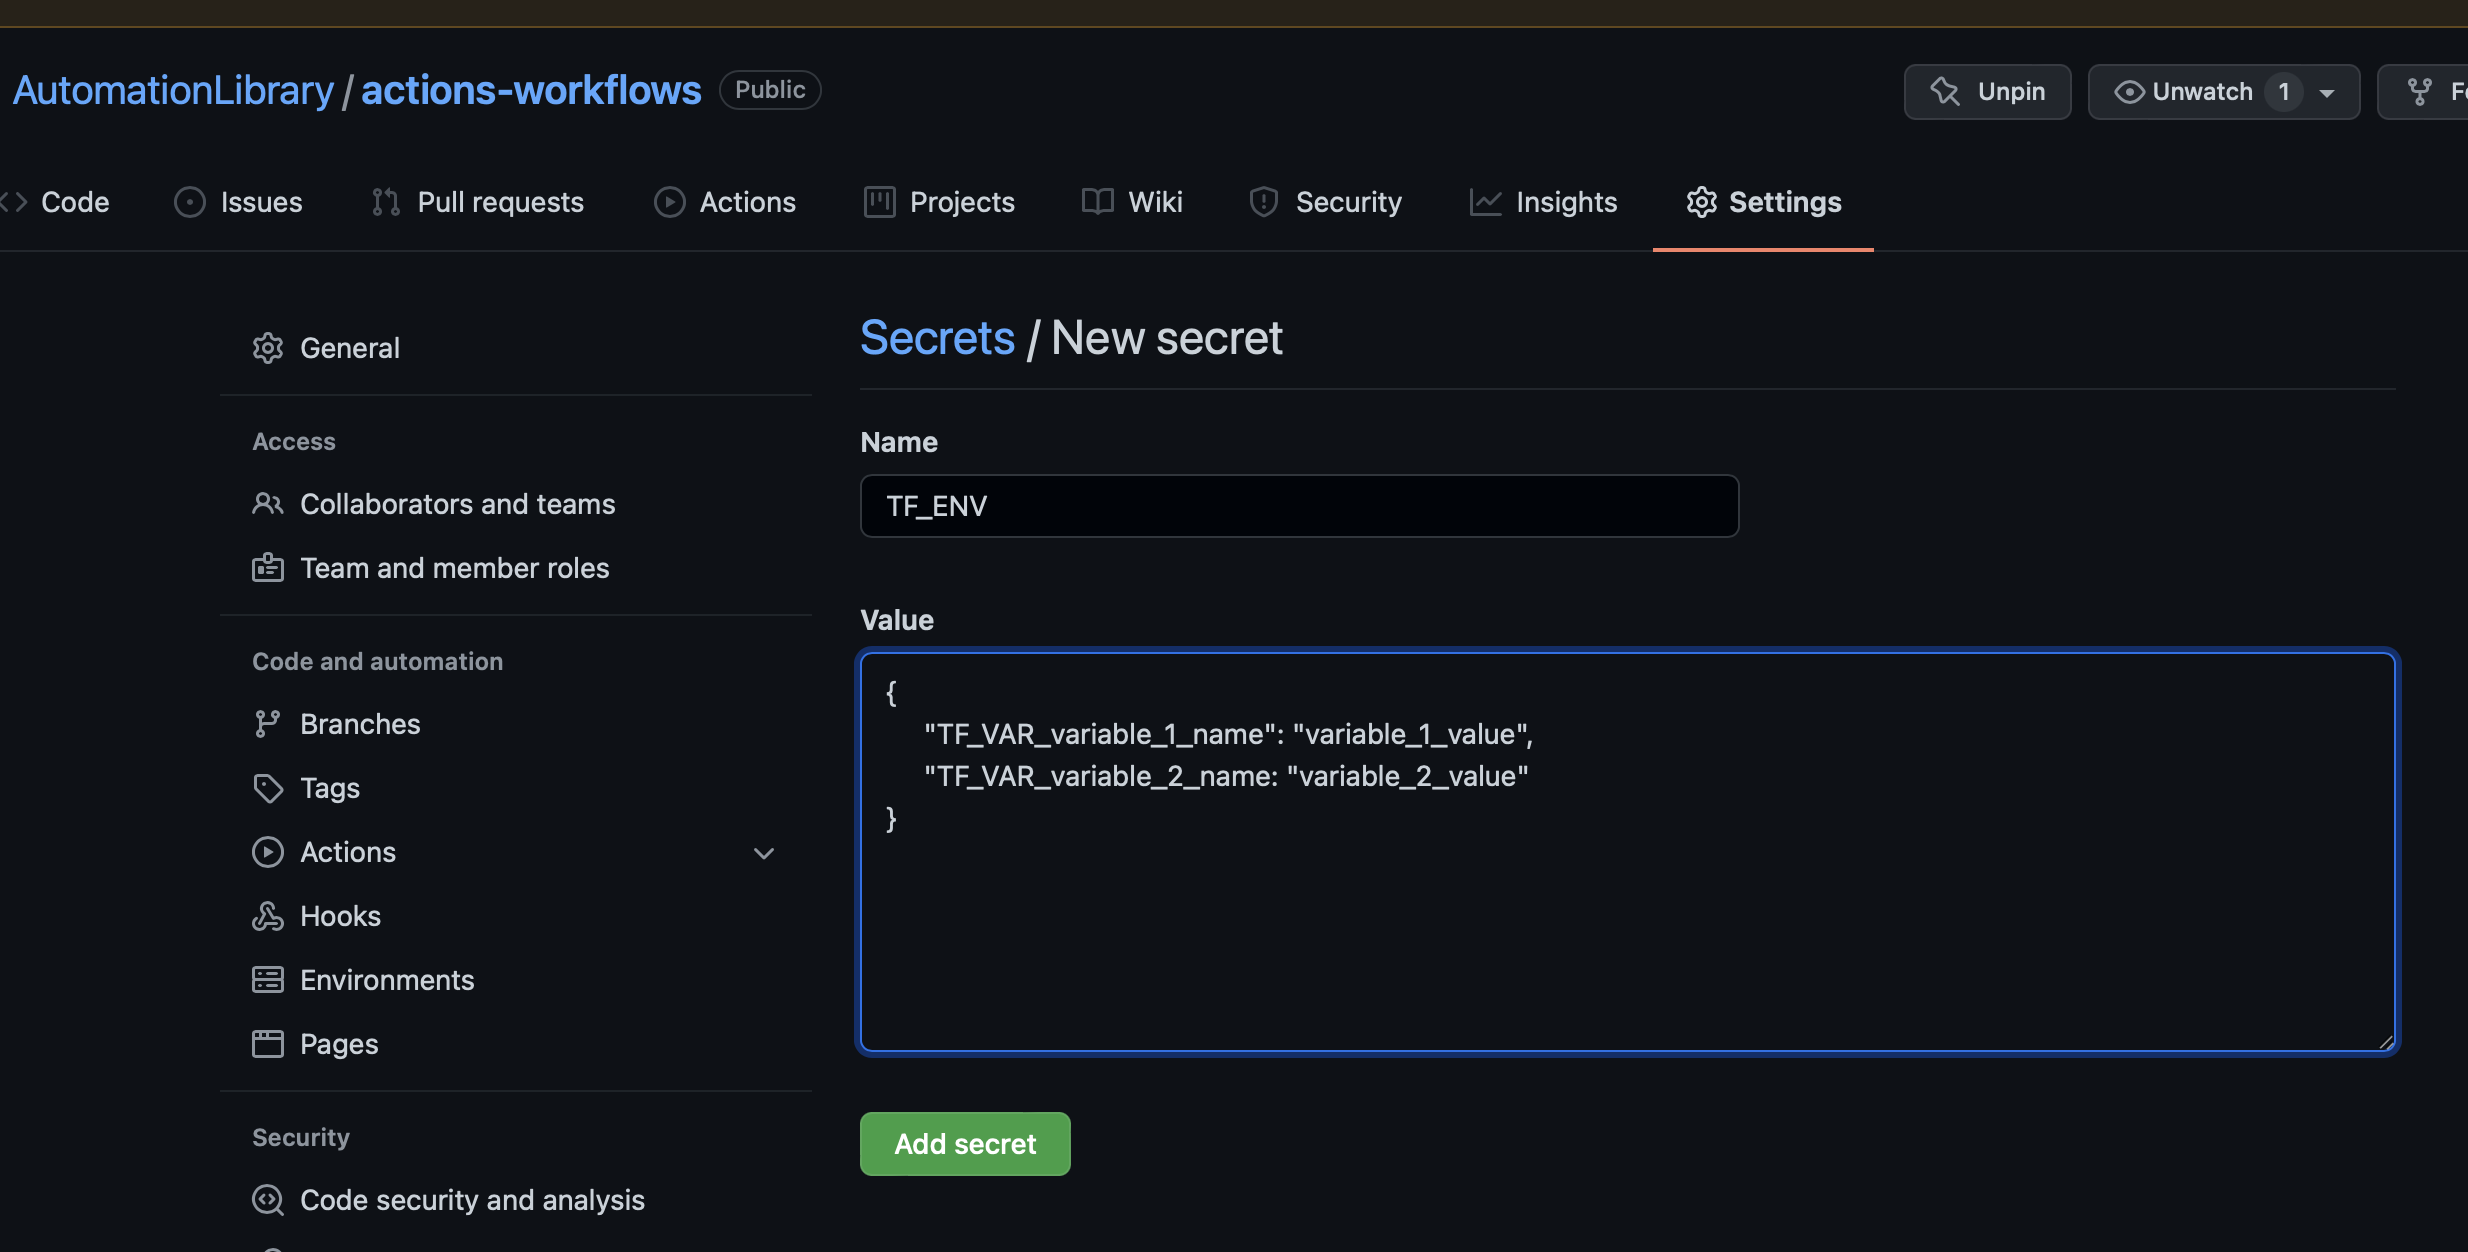 AutomationLibrary / actions-workflows Public
Unpin Unwatch 1
Code Issues Pull requests Actions Projects Wiki Security Insights Settings
General
Access
Collaborators and teams
Team and member roles
Code and automation
Branches
Tags
Actions
Hooks
Environments
Pages
Security
Code security and analysis
Secrets / New secret
Name
TF_ENV
Value
{
"TF_VAR_variable_1_name": "variable_1_value",
"TF_VAR_variable_2_name: "variable_2_value"
}
Add secret